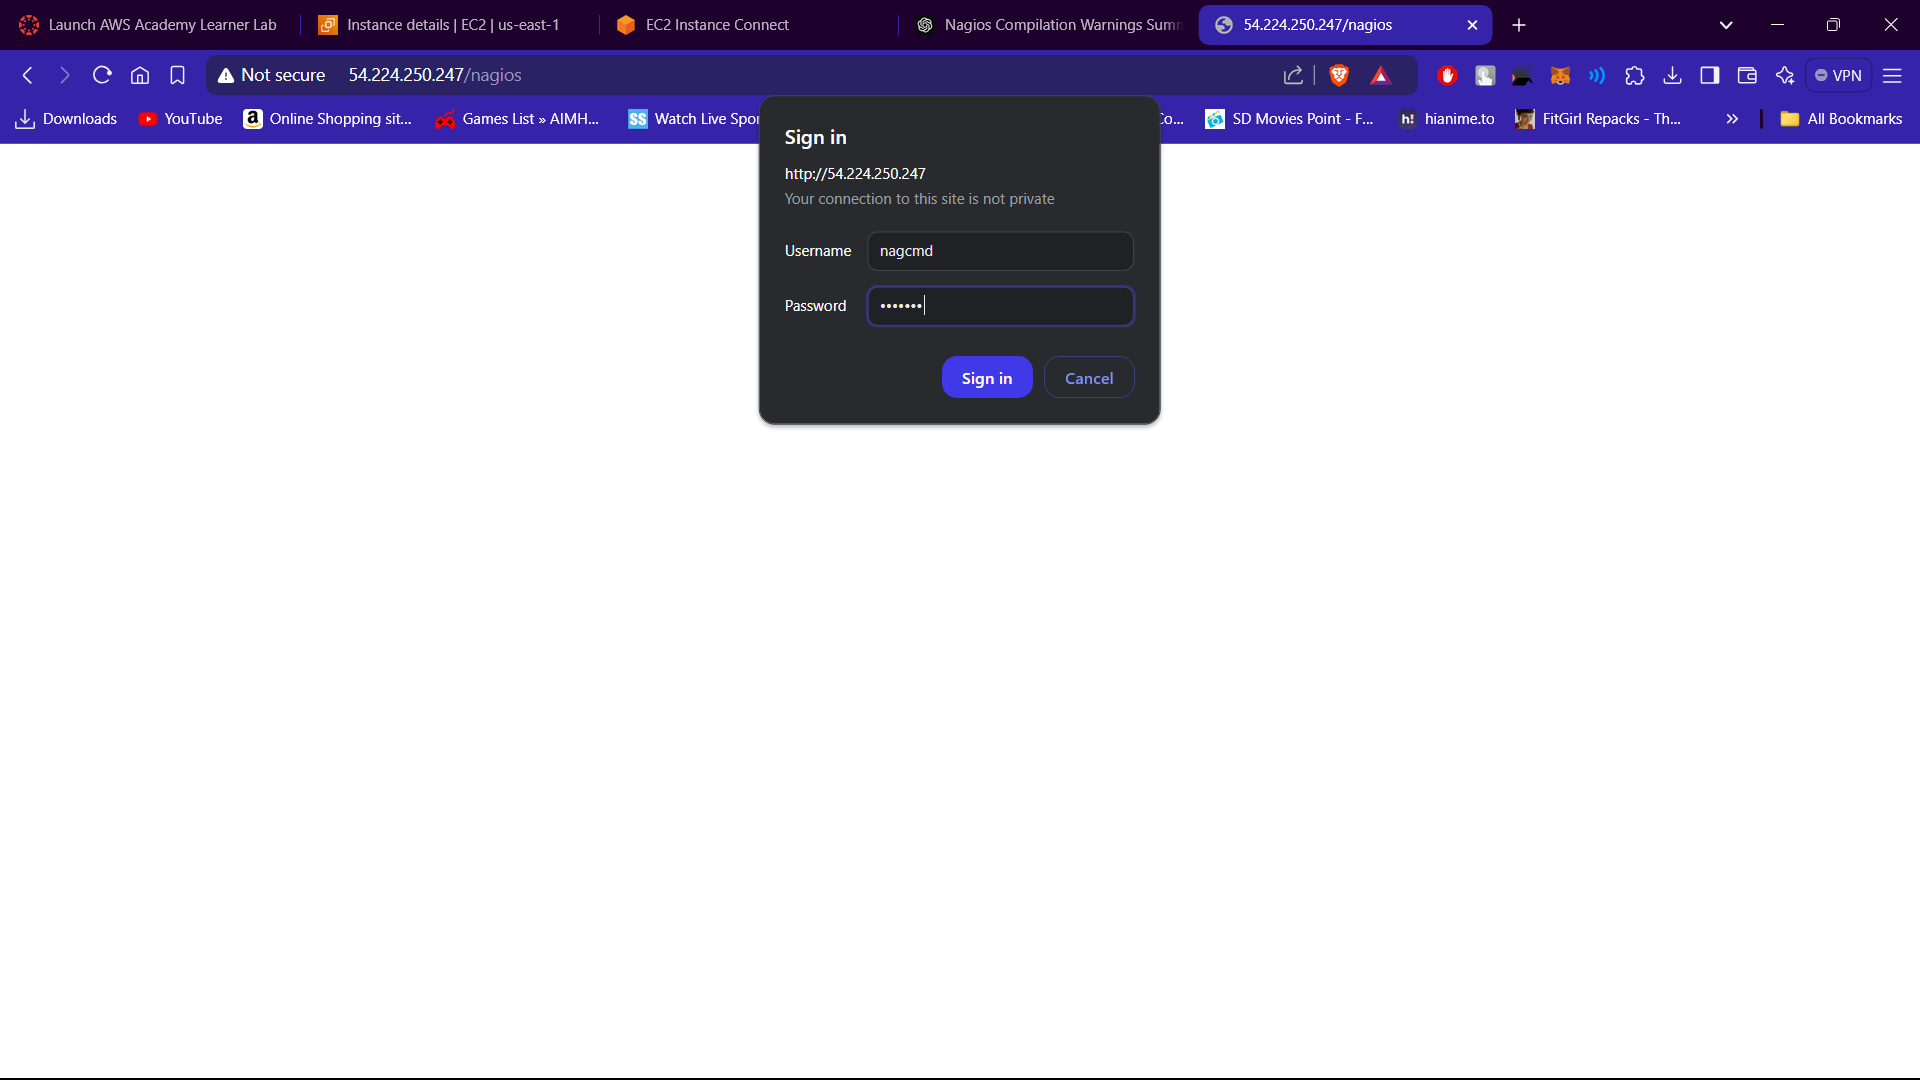 Launch AWS Academy Learner Lab
Instance details | EC2 | us-east-1
EC2 Instance Connect
Nagios Compilation Warnings Sum
54.224.250.247/nagios
Not secure 54.224.250.247/nagios
VPN
Downloads
YouTube
a Online Shopping sit...
Games List » AIMH...
SS Watch Live Spor
Co...
SD Movies Point - F...
h! hianime.to
FitGirl Repacks - Th...
All Bookmarks
Sign in
http://54.224.250.247
Your connection to this site is not private
Username nagcmd
Password •••••••
Sign in Cancel